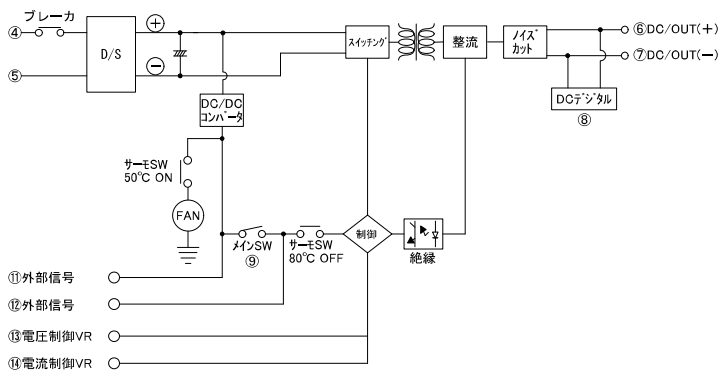 ブレーカ
④
⑤
D/S
+
−
スイッチング
整流
ノイズ
カット
⑥DC/OUT(+)
⑦DC/OUT(−)
DCデジタル
⑧
DC/DC
コンバータ
サーモSW
50℃ ON
FAN
メインSW
⑨
サーモSW
80℃ OFF
制御
絶縁
⑪外部信号
⑫外部信号
⑬電圧制御VR
⑭電流制御VR